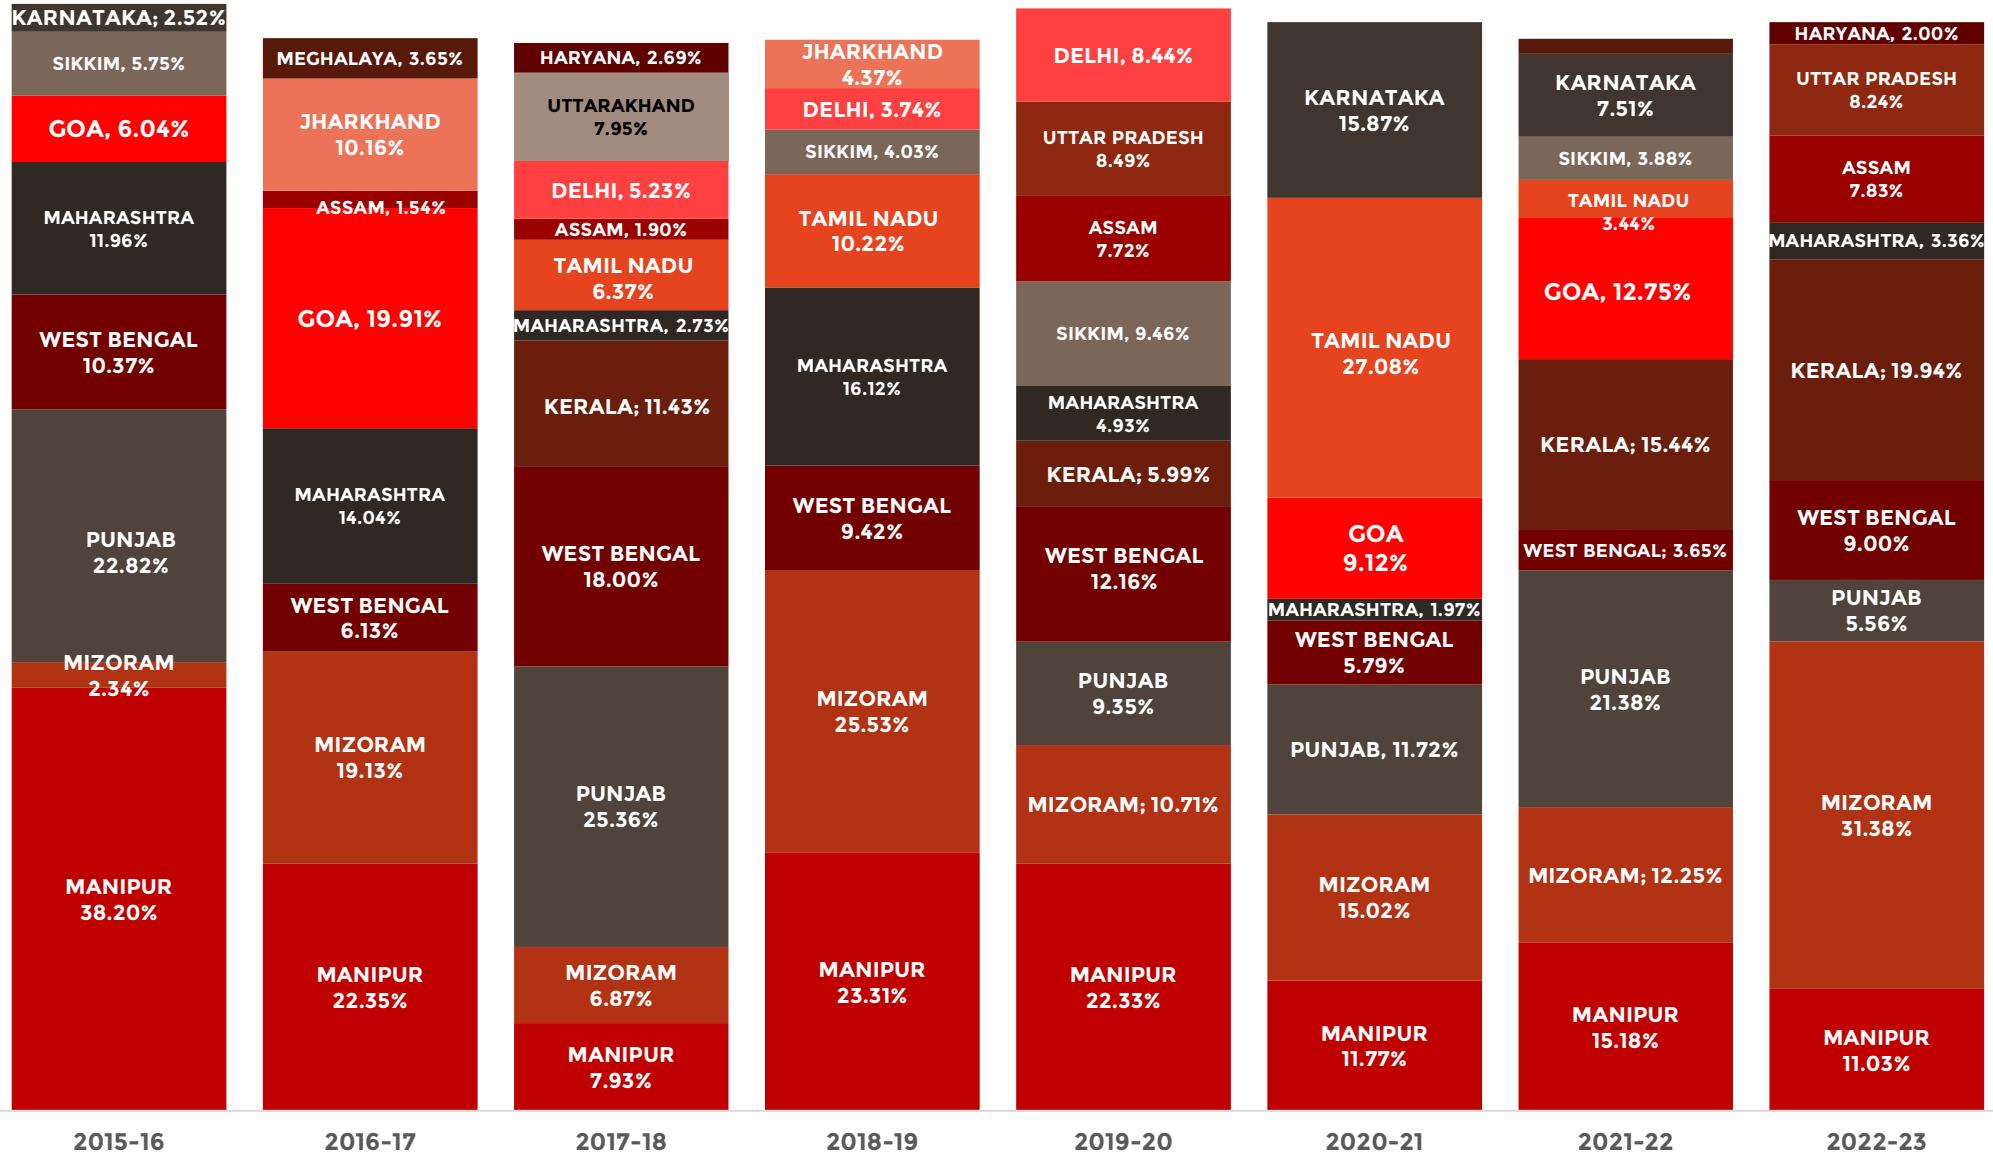 KARNATAKA; 2.52%
SIKKIM, 5.75%
GOA, 6.04%
MAHARASHTRA
11.96%
WEST BENGAL
10.37%
PUNJAB
22.82%
MIZORAM
2.34%
MANIPUR
38.20%
2015-16
MEGHALAYA, 3.65%
JHARKHAND
10.16%
ASSAM, 1.54%
GOA, 19.91%
MAHARASHTRA
14.04%
WEST BENGAL
6.13%
MIZORAM
19.13%
MANIPUR
22.35%
2016-17
HARYANA, 2.69%
UTTARAKHAND
7.95%
DELHI, 5.23%
ASSAM, 1.90%
TAMIL NADU
6.37%
MAHARASHTRA, 2.73%
KERALA; 11.43%
WEST BENGAL
18.00%
PUNJAB
25.36%
MIZORAM
6.87%
MANIPUR
7.93%
2017-18
JHARKHAND
4.37%
DELHI, 3.74%
SIKKIM, 4.03%
TAMIL NADU
10.22%
MAHARASHTRA
16.12%
WEST BENGAL
9.42%
MIZORAM
25.53%
MANIPUR
23.31%
2018-19
DELHI, 8.44%
UTTAR PRADESH
8.49%
ASSAM
7.72%
SIKKIM, 9.46%
MAHARASHTRA
4.93%
KERALA; 5.99%
WEST BENGAL
12.16%
PUNJAB
9.35%
MIZORAM; 10.71%
MANIPUR
22.33%
2019-20
KARNATAKA
15.87%
TAMIL NADU
27.08%
GOA
9.12%
MAHARASHTRA, 1.97%
WEST BENGAL
5.79%
PUNJAB, 11.72%
MIZORAM
15.02%
MANIPUR
11.77%
2020-21
KARNATAKA
7.51%
SIKKIM, 3.88%
TAMIL NADU
3.44%
GOA, 12.75%
KERALA; 15.44%
WEST BENGAL; 3.65%
PUNJAB
21.38%
MIZORAM; 12.25%
MANIPUR
15.18%
2021-22
HARYANA, 2.00%
UTTAR PRADESH
8.24%
ASSAM
7.83%
MAHARASHTRA, 3.36%
KERALA; 19.94%
WEST BENGAL
9.00%
PUNJAB
5.56%
MIZORAM
31.38%
MANIPUR
11.03%
2022-23